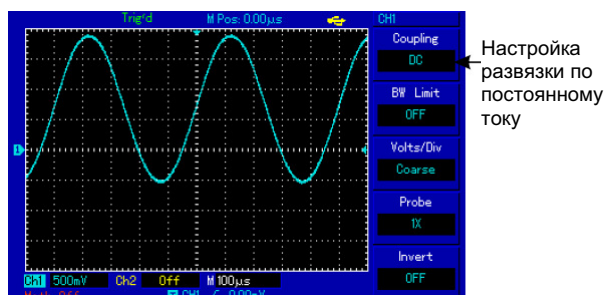 Trig'd M Pos: 0.00μs CH1
Coupling
DC
BW Limit
OFF
Volts/Div
Coarse
Probe
1X
Invert
OFF
1
Ch1 500mV Ch2 Off M 100μs
Настройка
развязки по
постоянному
току